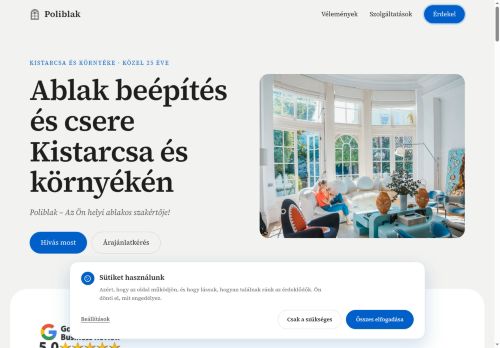 Poliblak
Vélemények
Szolgáltatások
Érdekel
KISTARCSA ÉS KÖRNYÉKE · KÖZEL 25 ÉVE
Ablak beépítés
és csere
Kistarcsa és
környékén
Poliblak – Az Ön helyi ablakos szakértője!
Hívás most
Árajánlatkérés
Sütiket használunk
Azért, hogy az oldal működjön, és hogy lássuk, hogyan találnak ránk az érdeklődők. Ön
dönti el, mit engedélyez.
Beállítások
Csak a szükséges
Összes elfogadása
5,0